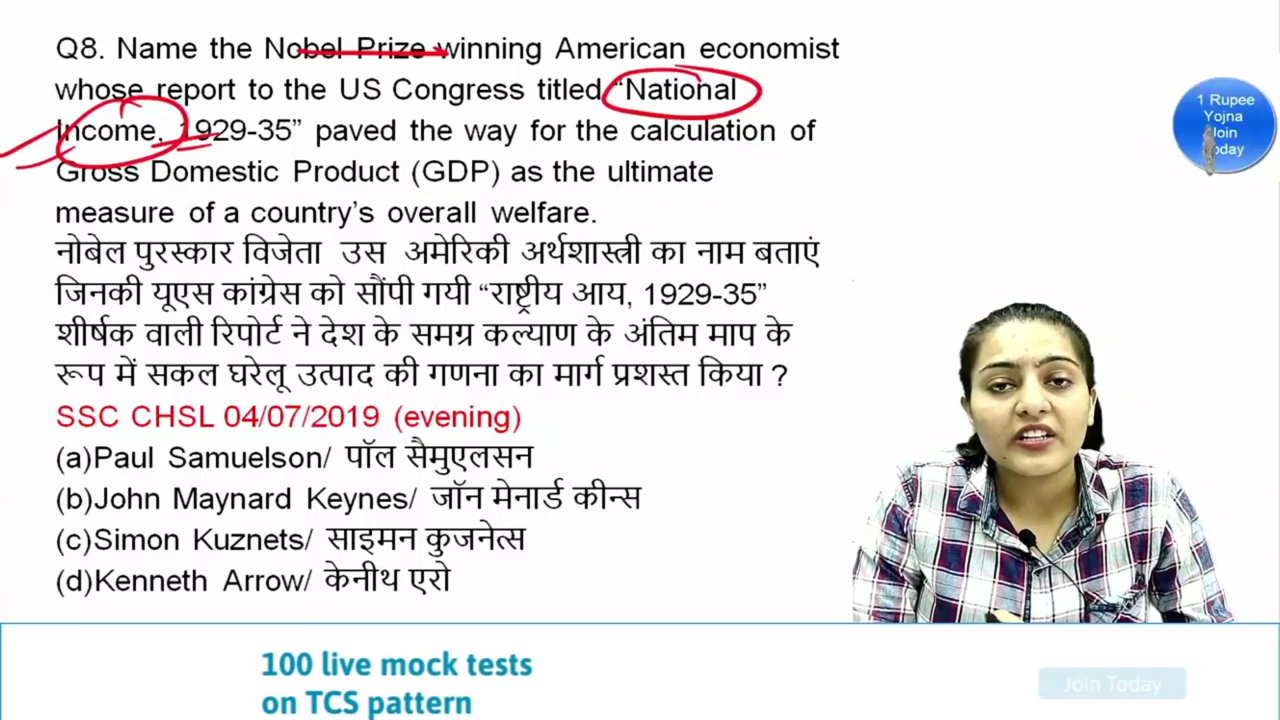 Q8. Name the Nobel Prize winning American economist
whose report to the US Congress titled “National
Income, 1929-35” paved the way for the calculation of
Gross Domestic Product (GDP) as the ultimate
measure of a country’s overall welfare.
नोबेल पुरस्कार विजेता उस अमेरिकी अर्थशास्त्री का नाम बताएं
जिनकी यूएस कांग्रेस को सौंपी गयी “राष्ट्रीय आय, 1929-35”
शीर्षक वाली रिपोर्ट ने देश के समग्र कल्याण के अंतिम माप के
रूप में सकल घरेलू उत्पाद की गणना का मार्ग प्रशस्त किया ?
SSC CHSL 04/07/2019 (evening)
(a)Paul Samuelson/ पॉल सैमुएलसन
(b)John Maynard Keynes/ जॉन मेनार्ड कीन्स
(c)Simon Kuznets/ साइमन कुजनेत्स
(d)Kenneth Arrow/ केनीथ एरो
1 Rupee
Yojna
Join
Today
100 live mock tests
on TCS pattern
Join Today